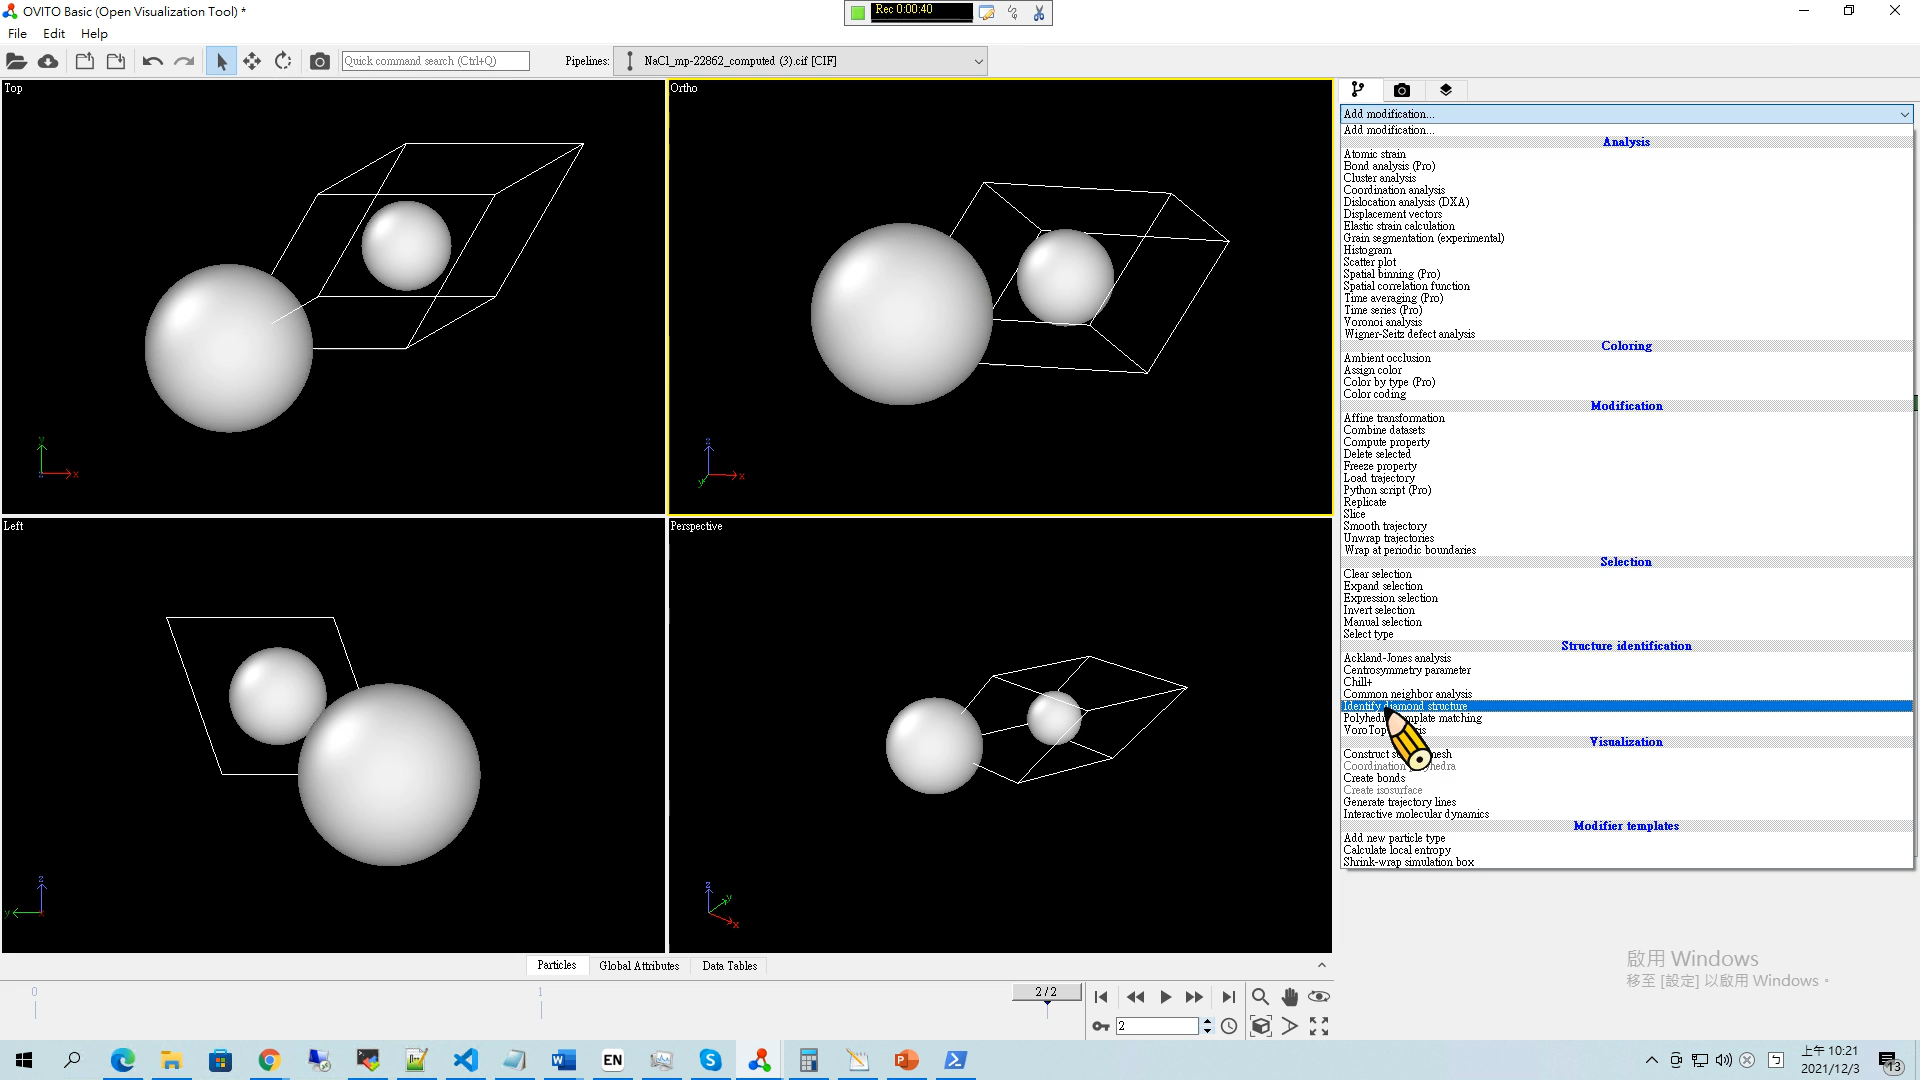 OVITO Basic (Open Visualization Tool) *
Rec 0:00:40
File Edit Help
Quick command search (Ctrl+Q)
Pipelines:
NaCl_mp-22862_computed (3).cif [CIF]
Top
Ortho
Left
Perspective
y
x
z
x
y
z
y
z
y
x
Add modification...
Add modification...
Analysis
Atomic strain
Bond analysis (Pro)
Cluster analysis
Coordination analysis
Dislocation analysis (DXA)
Displacement vectors
Elastic strain calculation
Grain segmentation (experimental)
Histogram
Scatter plot
Spatial binning (Pro)
Spatial correlation function
Time averaging (Pro)
Time series (Pro)
Voronoi analysis
Wigner-Seitz defect analysis
Coloring
Ambient occlusion
Assign color
Color by type (Pro)
Color coding
Modification
Affine transformation
Combine datasets
Compute property
Delete selected
Freeze property
Load trajectory
Python script (Pro)
Replicate
Slice
Smooth trajectory
Unwrap trajectories
Wrap at periodic boundaries
Selection
Clear selection
Expand selection
Expression selection
Invert selection
Manual selection
Select type
Structure identification
Ackland-Jones analysis
Centrosymmetry parameter
Chill+
Common neighbor analysis
Identify diamond structure
matching
Visualization
Construct
Coordination
Create bonds
Create isosurface
Generate trajectory lines
Interactive molecular dynamics
Modifier templates
Add new particle type
Calculate local entropy
Shrink-wrap simulation box
啟用 Windows
移至 [設定] 以啟用 Windows。
Particles Global Attributes Data Tables
0
1
2 / 2
2
EN
上午 10:21
2021/12/3
13